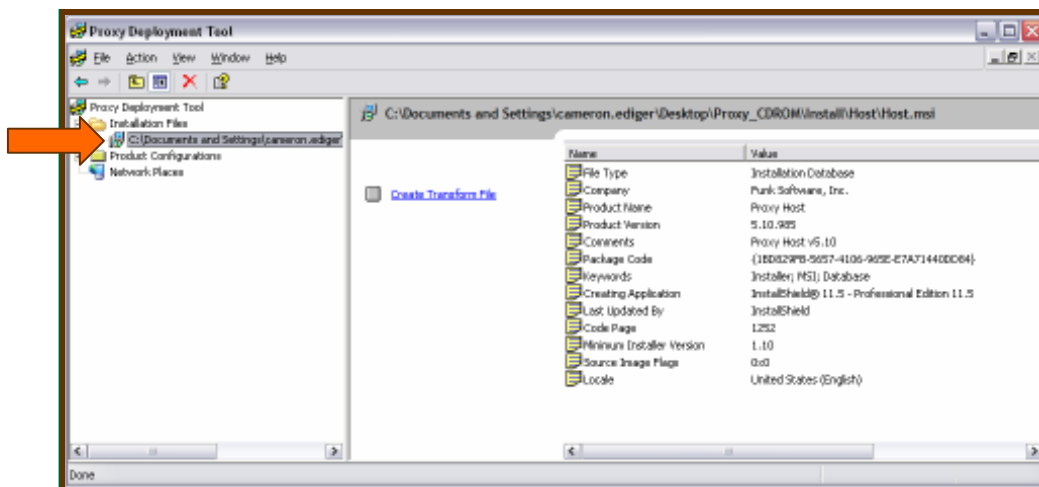 Proxy Deployment Tool
File Action View Window Help
Proxy Deployment Tool
Installation Files
C:\Documents and Settings\cameron.ediger
Product Configurations
Network Places
C:\Documents and Settings\cameron.ediger\Desktop\Proxy_CDROM\Install\Host\Host.msi
Create Transform File
Name Value
File Type Installation Database
Company Funk Software, Inc.
Product Name Proxy Host
Product Version 5.10.985
Comments Proxy Host v5.10
Package Code
Keywords Installer; MSI; Database
Creating Application InstallShield® 11.5 - Professional Edition 11.5
Last Updated By InstallShield
Code Page 1252
Minimum Installer Version 1.10
Source Image Flags
Locale United States (English)
Done